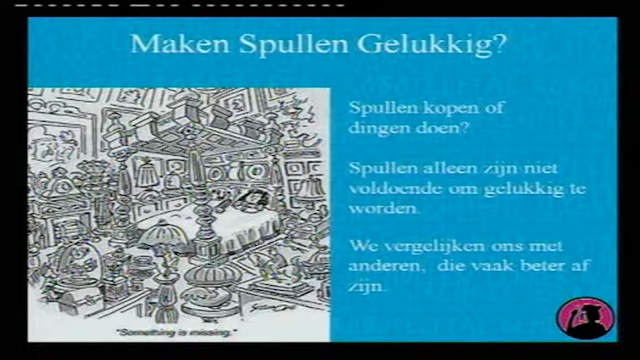 Maken Spullen Gelukkig?
Spullen kopen of
dingen doen?
Spullen alleen zijn niet
voldoende om gelukkig te
worden.
We vergelijken ons met
anderen, die vaak beter af
zijn.
"Something is missing."